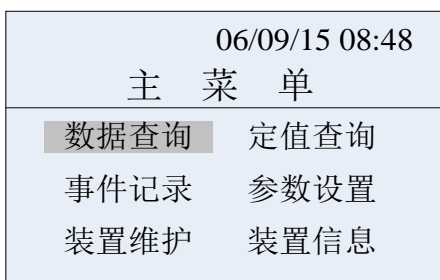 06/09/15 08:48
主 菜 单
数据查询 定值查询
事件记录 参数设置
装置维护 装置信息